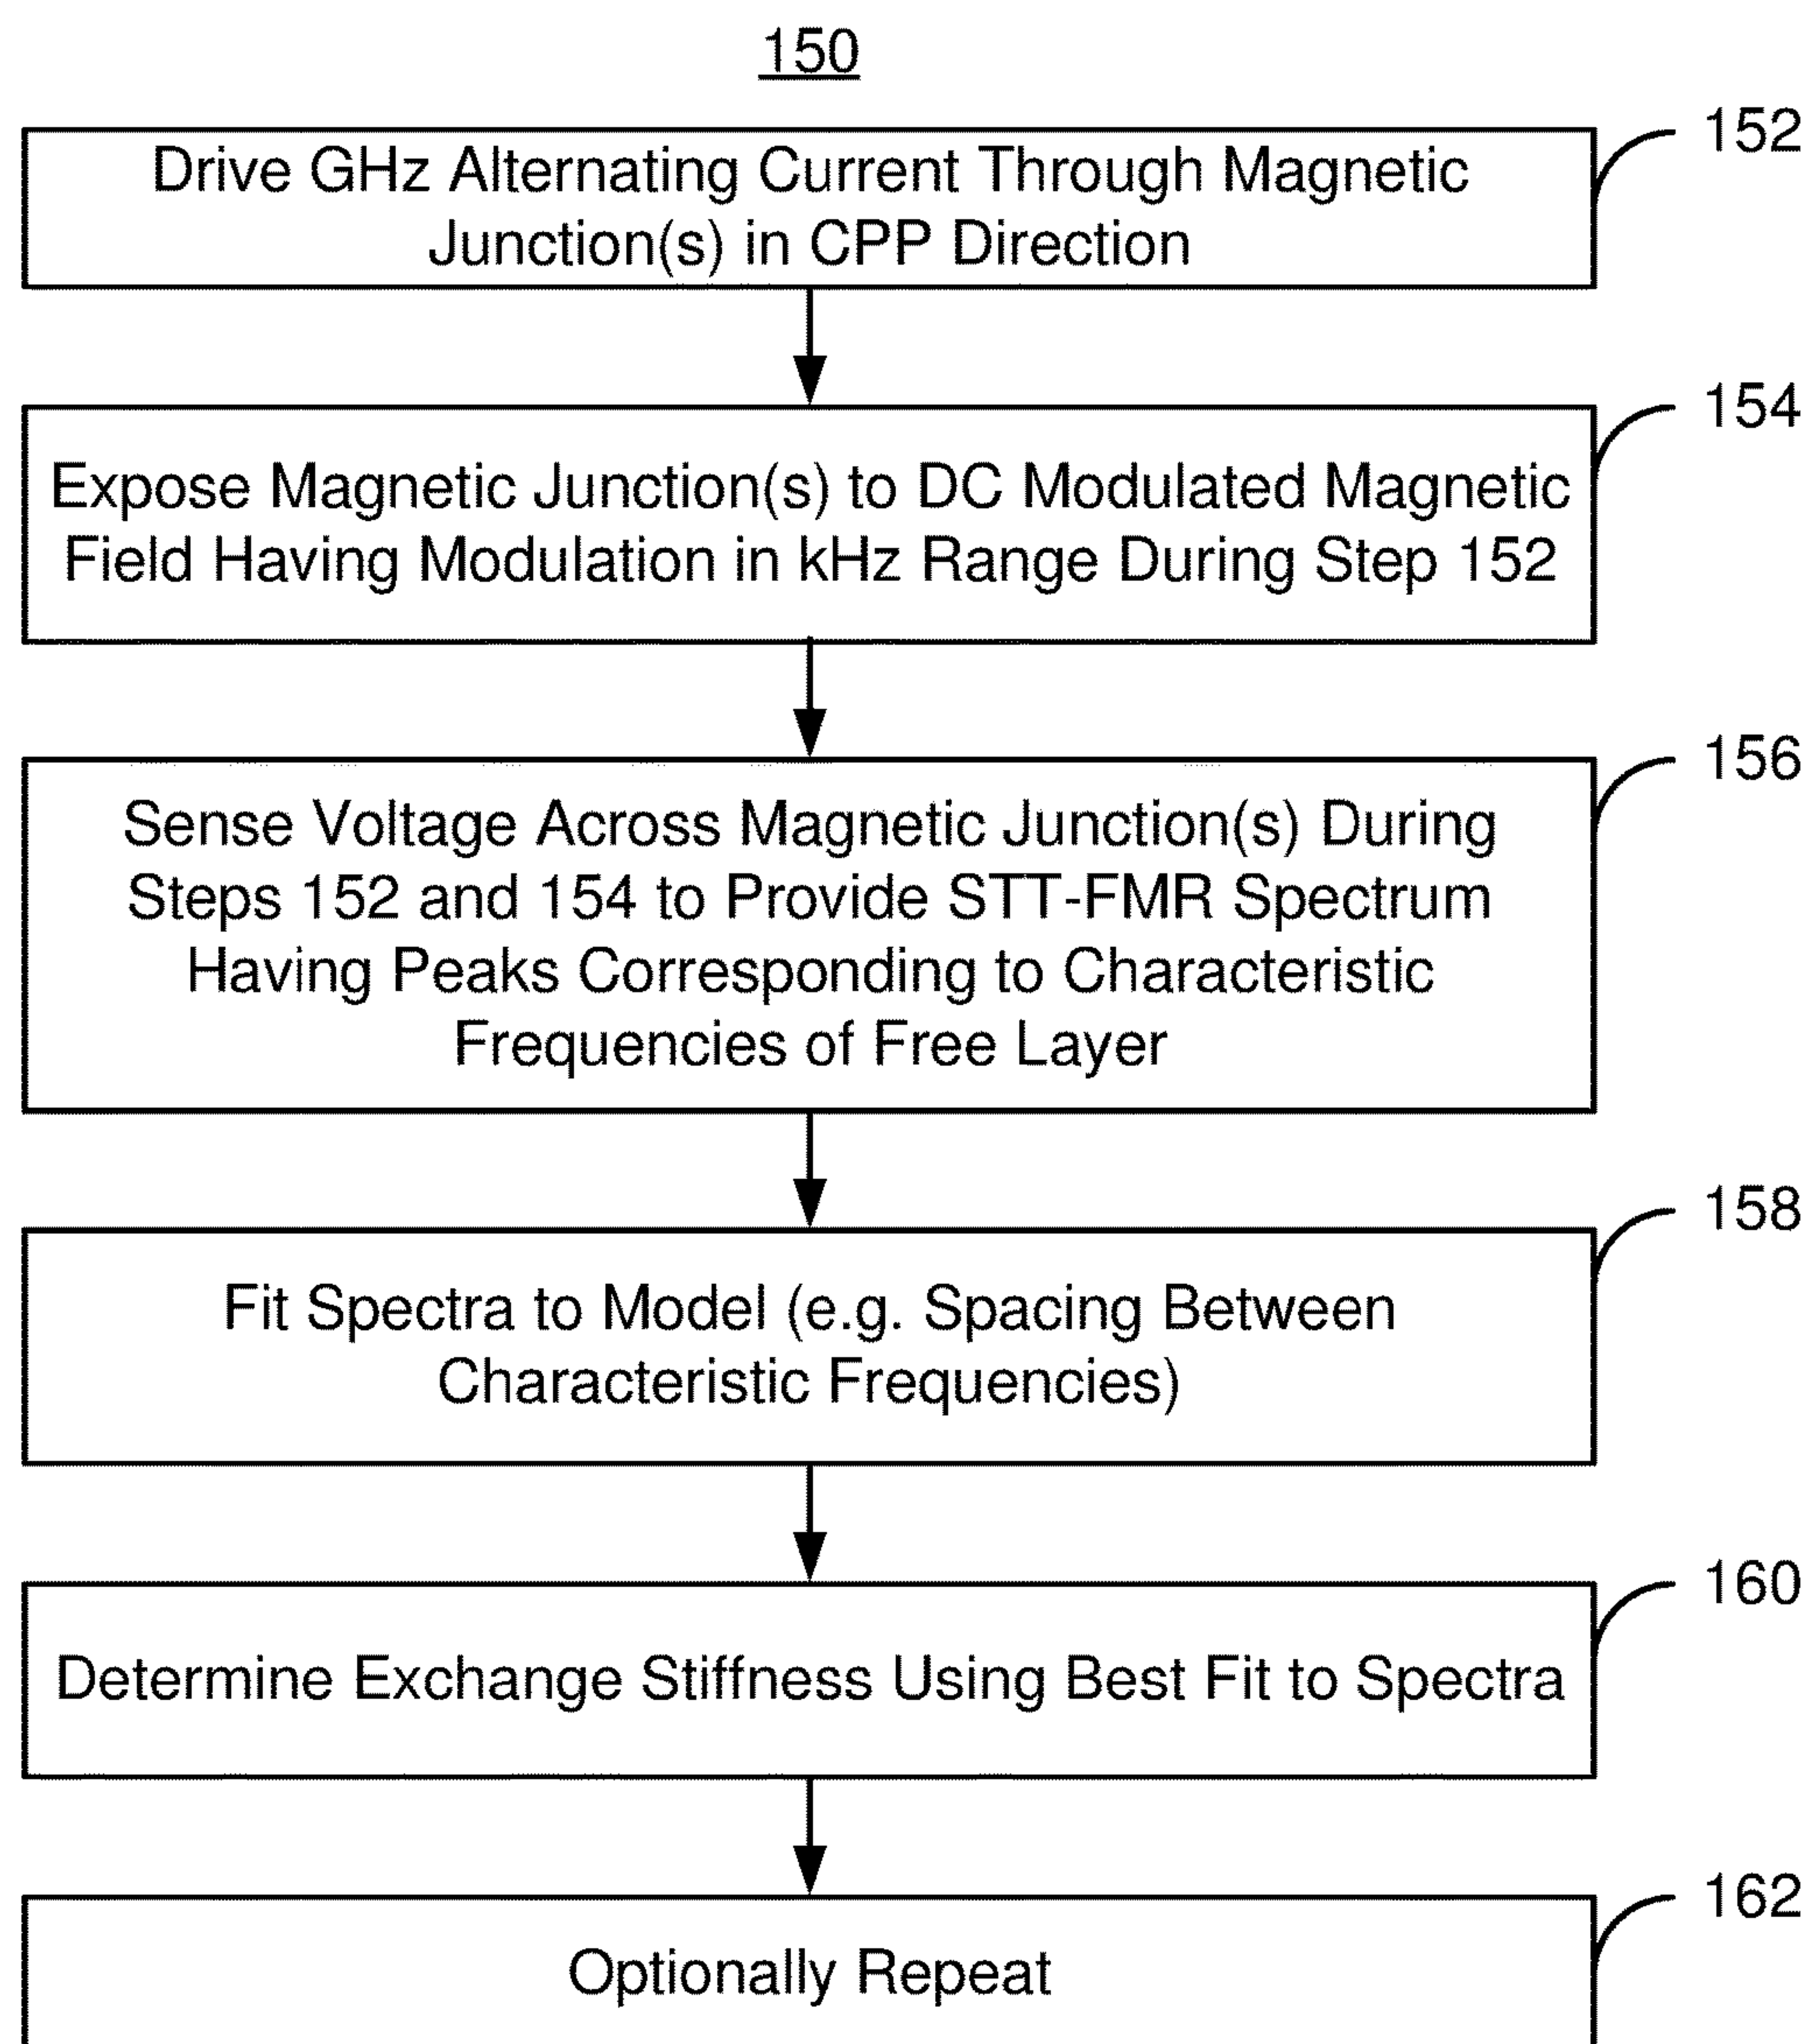 150
152
Drive GHz Alternating Current Through Magnetic
Junction(s) in CPP Direction
154
Expose Magnetic Junction(s) to DC Modulated Magnetic
Field Having Modulation in kHz Range During Step 152
156
Sense Voltage Across Magnetic Junction(s) During
Steps 152 and 154 to Provide STT-FMR Spectrum
Having Peaks Corresponding to Characteristic
Frequencies of Free Layer
158
Fit Spectra to Model (e.g. Spacing Between
Characteristic Frequencies)
160
Determine Exchange Stiffness Using Best Fit to Spectra
162
Optionally Repeat